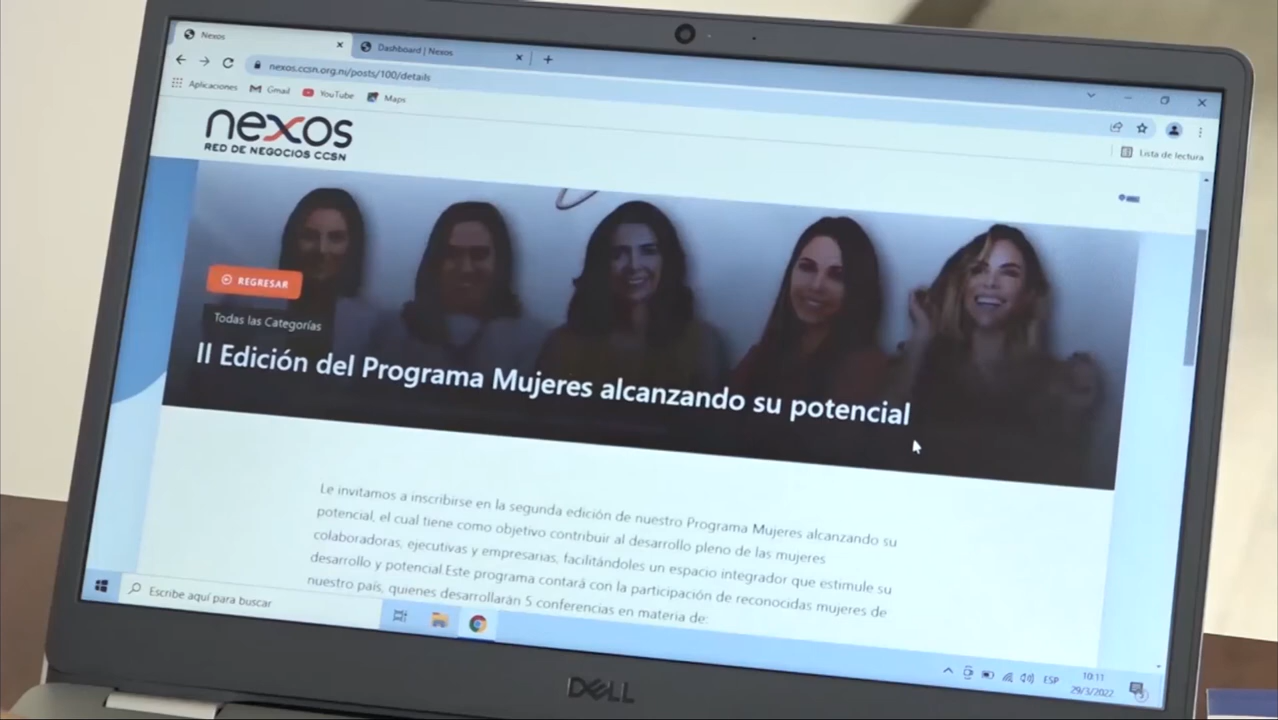 Nexos
Dashboard | Nexos
nexos.ccsn.org.ni/posts/100/details
Aplicaciones Gmail YouTube Maps
Lista de lectura
nexos
RED DE NEGOCIOS CCSN
REGRESAR
Todas las Categorías
II Edición del Programa Mujeres alcanzando su potencial
Le invitamos a inscribirse en la segunda edición de nuestro Programa Mujeres alcanzando su
potencial, el cual tiene como objetivo contribuir al desarrollo pleno de las mujeres
colaboradoras, ejecutivas y empresarias, facilitándoles un espacio integrador que estimule su
desarrollo y potencial.Este programa contará con la participación de reconocidas mujeres de
nuestro país, quienes desarrollarán 5 conferencias en materia de:
Escribe aquí para buscar
ESP
10:11
29/3/2022
DELL